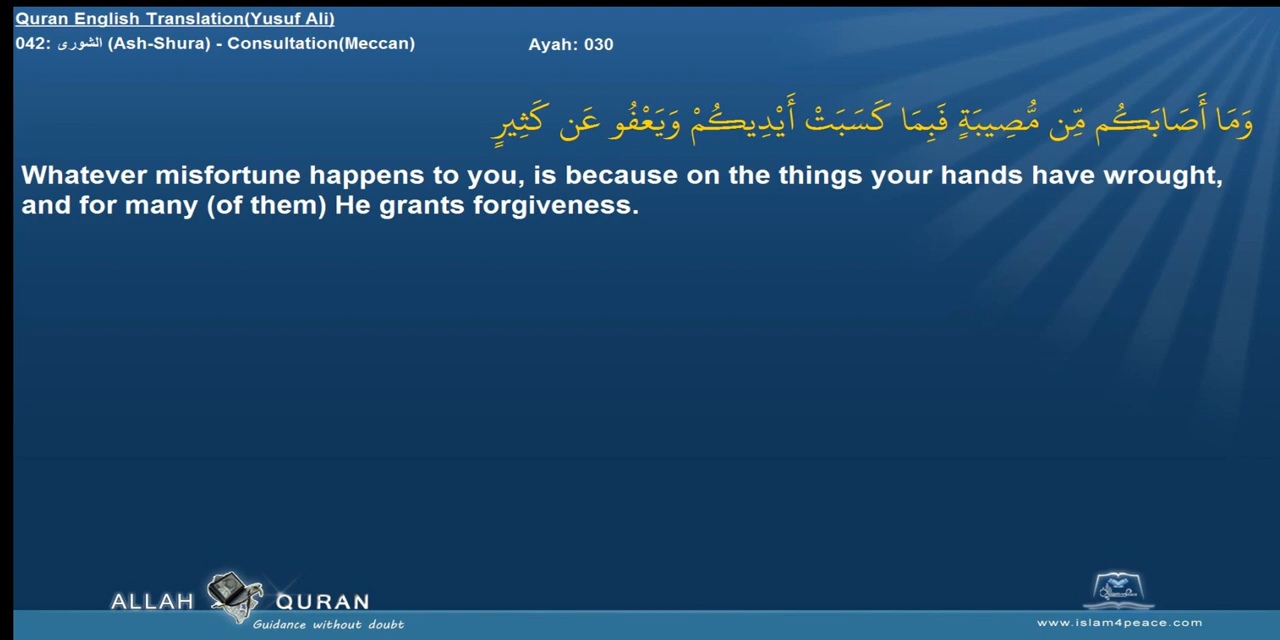 Quran English Translation(Yusuf Ali)
042: الشورى (Ash-Shura) - Consultation(Meccan) Ayah: 030
وَمَا أَصَابَكُم مِّن مُّصِيبَةٍ فَبِمَا كَسَبَتْ أَيْدِيكُمْ وَيَعْفُو عَن كَثِيرٍ
Whatever misfortune happens to you, is because on the things your hands have wrought,
and for many (of them) He grants forgiveness.
ALLAH QURAN
Guidance without doubt
www.islam4peace.com